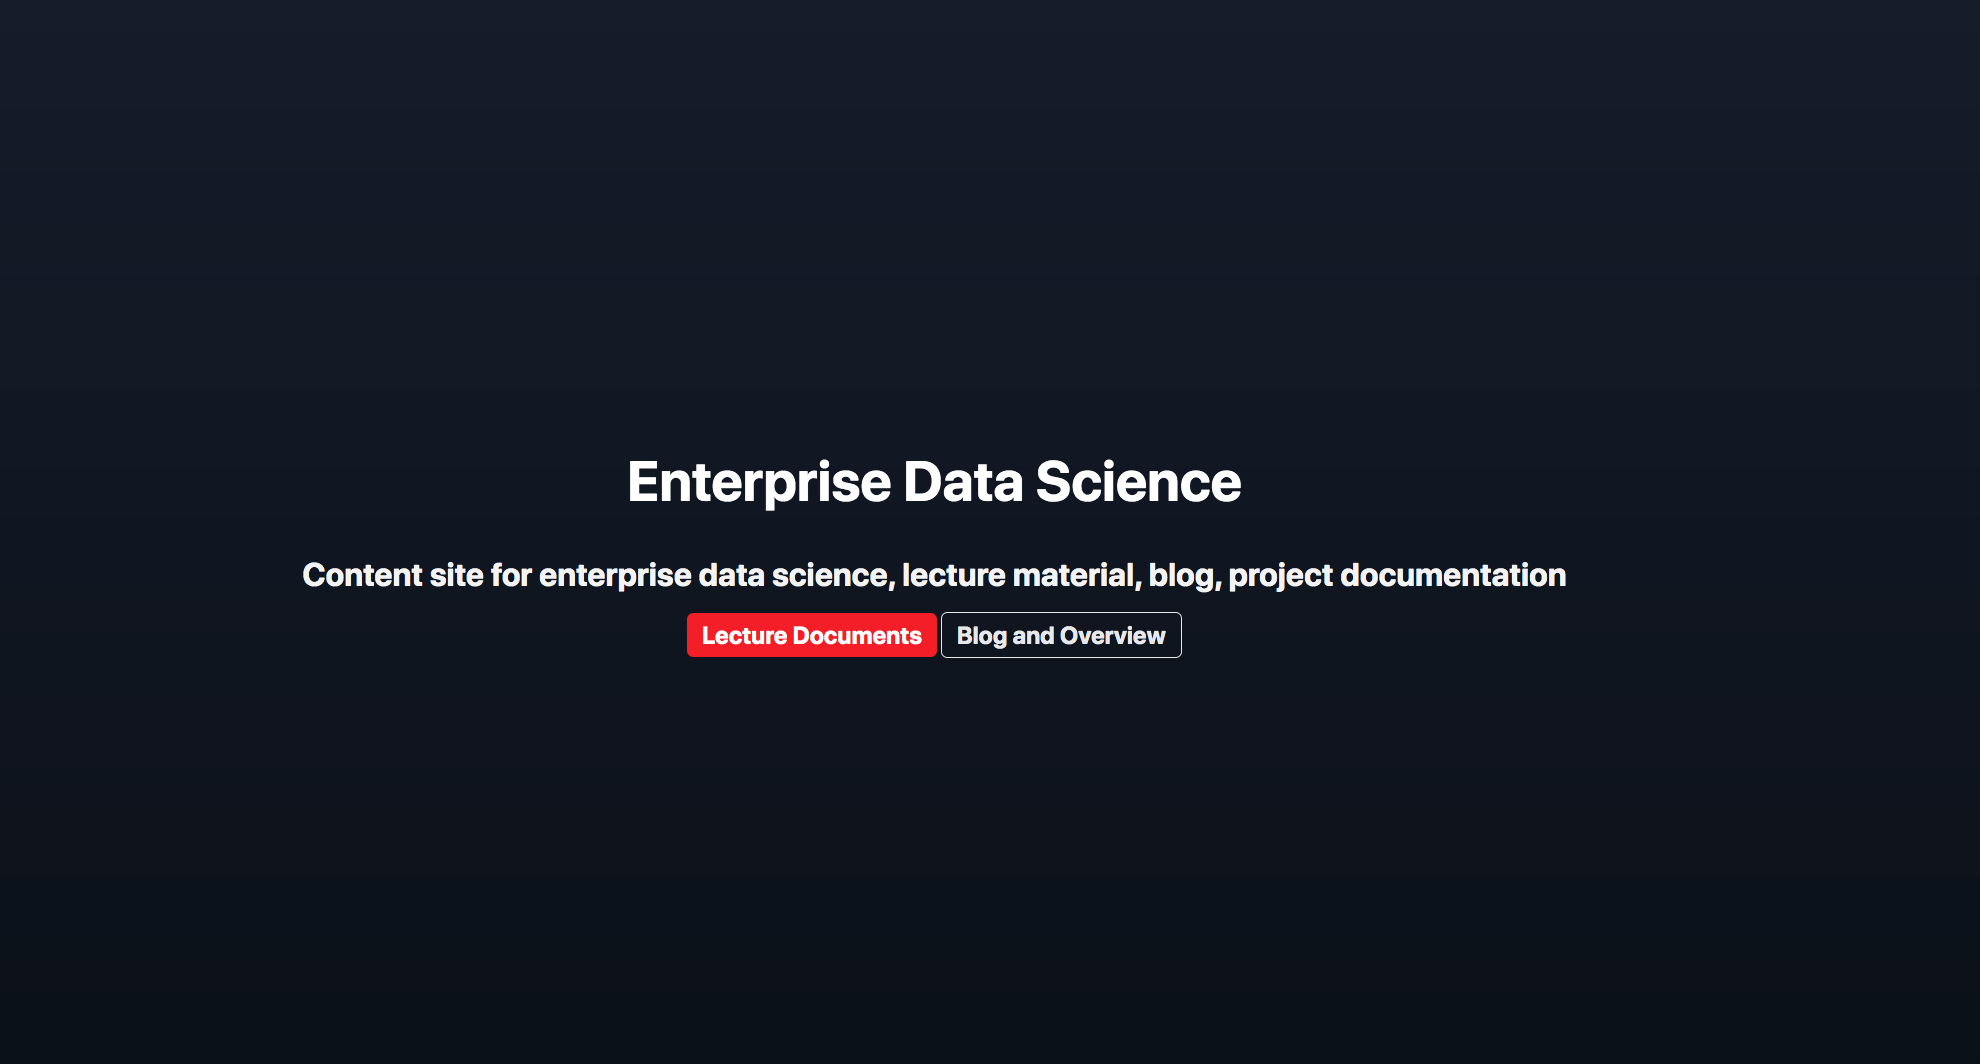 Enterprise Data Science
Content site for enterprise data science, lecture material, blog, project documentation
Lecture Documents Blog and Overview